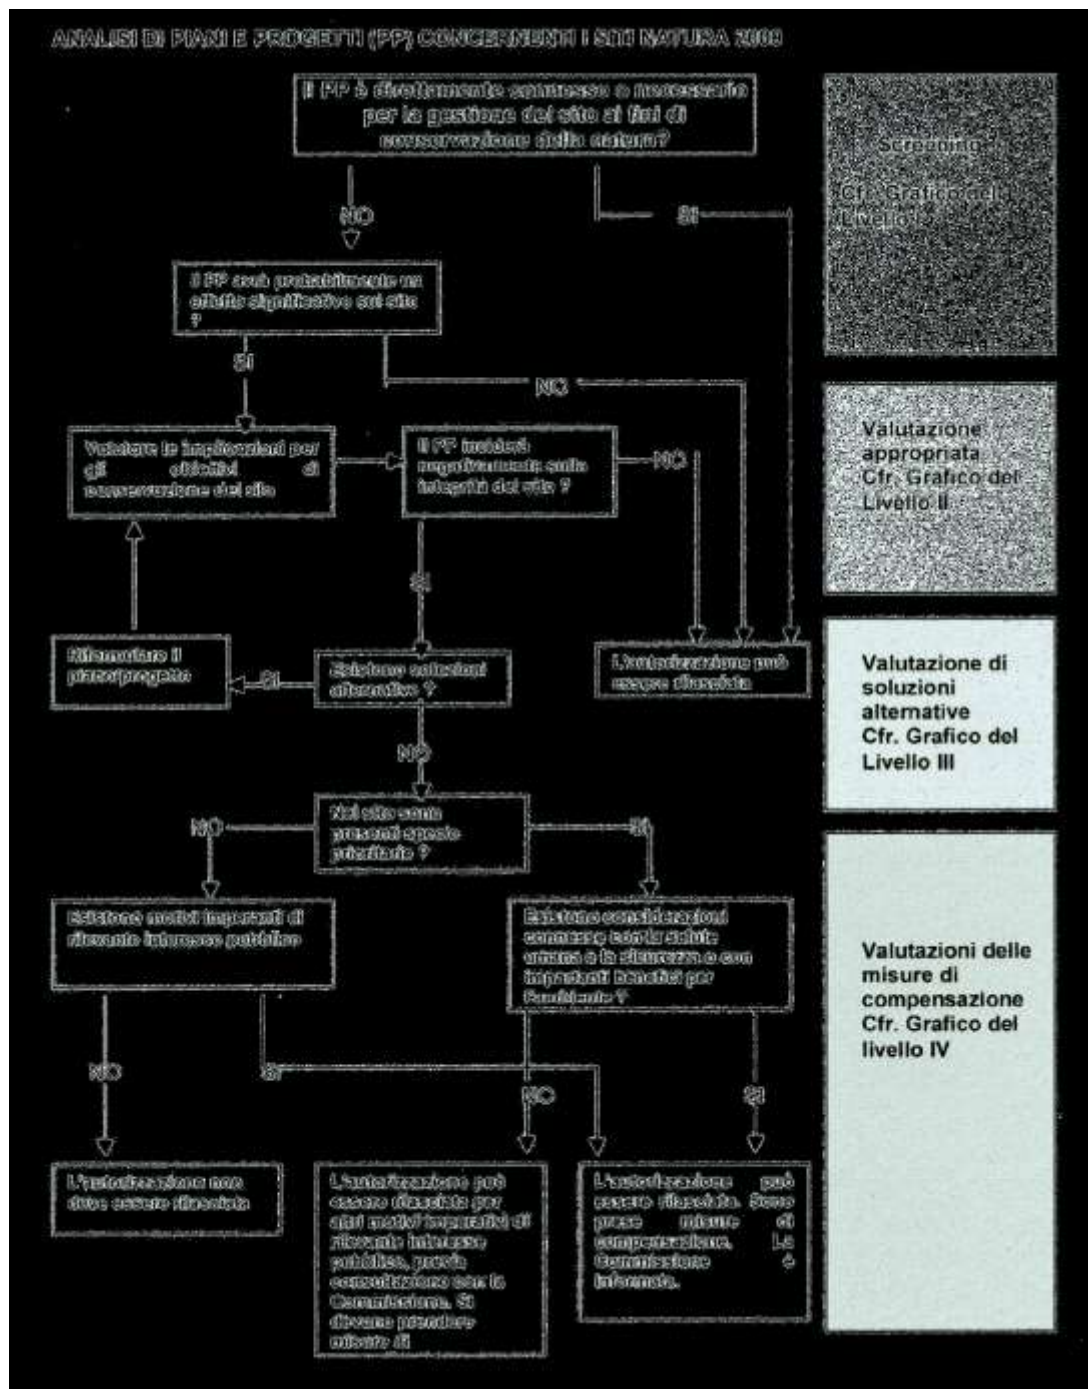 ANALISI DI PIANI E PROGETTI (PP) CONCERNENTI I SITI NATURA 2000
Il PP è direttamente connesso o necessario
per la gestione del sito ai fini di
conservazione della natura?
Screening
Cfr. Grafico del
Livello I
NO
SI
Il PP avrà probabilmente un
effetto significativo sul sito
?
SI
NO
Valutare le implicazioni per
gli obiettivi di
conservazione del sito
Il PP inciderà
negativamente sulla
integrità del sito ?
NO
Valutazione
appropriata
Cfr. Grafico del
Livello II
SI
Riformulare il
piano/progetto
SI
Esistono soluzioni
alternative ?
L'autorizzazione può
essere rilasciata
Valutazione di
soluzioni
alternative
Cfr. Grafico del
Livello III
NO
NO
Nel sito sono
presenti specie
prioritarie ?
SI
Esistono motivi imperanti di
rilevante interesse pubblico
Esistono considerazioni
connesse con la salute
umana e la sicurezza o con
importanti benefici per
l'ambiente ?
Valutazioni delle
misure di
compensazione
Cfr. Grafico del
livello IV
NO
SI
NO
SI
L'autorizzazione non
deve essere rilasciata
L'autorizzazione può
essere rilasciata per
altri motivi imperativi di
rilevante interesse
pubblico, previa
consultazione con la
Commissione. Si
devono prendere
misure di
L'autorizzazione può
essere rilasciata. Sono
prese misure di
compensazione. La
Commissione è
informata.